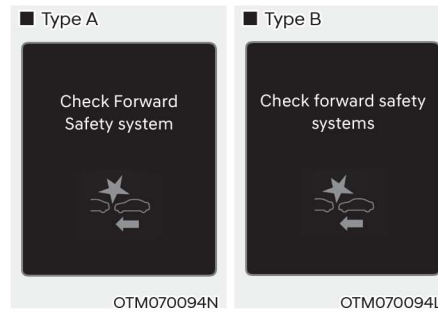 ■ Type A
Check Forward
Safety system
OTM070094N
■ Type B
Check forward safety
systems
OTM070094L